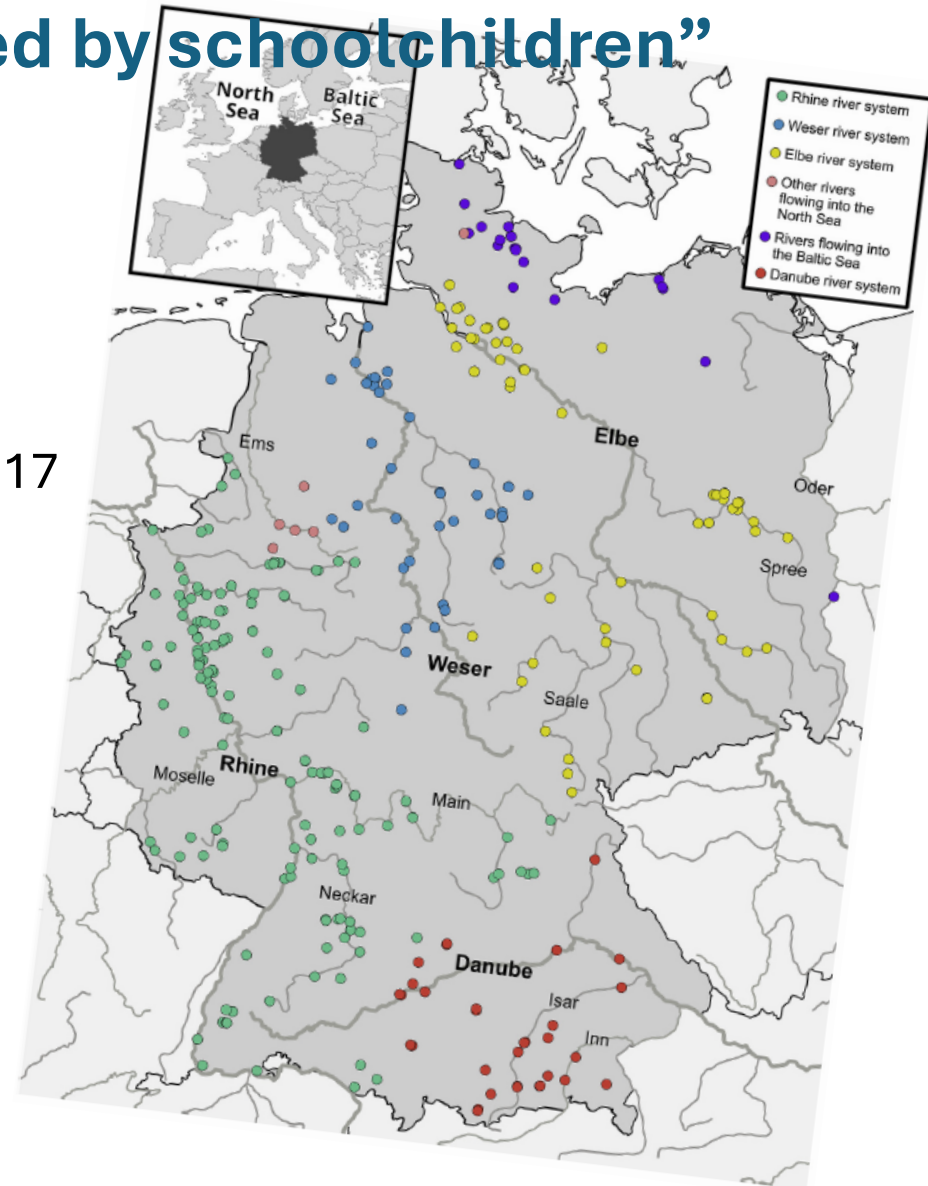 ed by schoolchildren”
North
Sea
Baltic
Sea
Rhine river system
Weser river system
Elbe river system
Other rivers
flowing into the
North Sea
Rivers flowing into
the Baltic Sea
Danube river system
Ems
Elbe
17
Oder
Spree
Weser
Saale
Rhine
Moselle
Main
Neckar
Danube
Isar
Inn